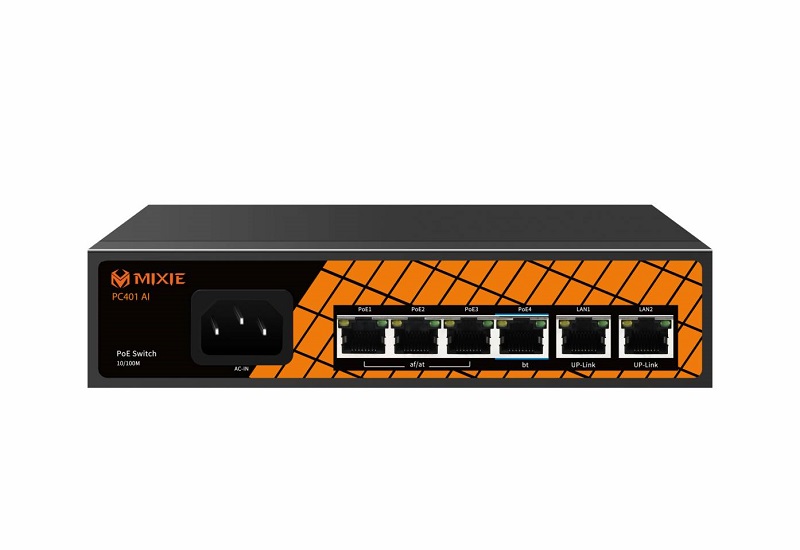 MIXIE
PC401 AI
PoE Switch
10/100M
AC-IN
PoE1 PoE2 PoE3 PoE4 LAN1 LAN2
af/at bt UP-Link UP-Link